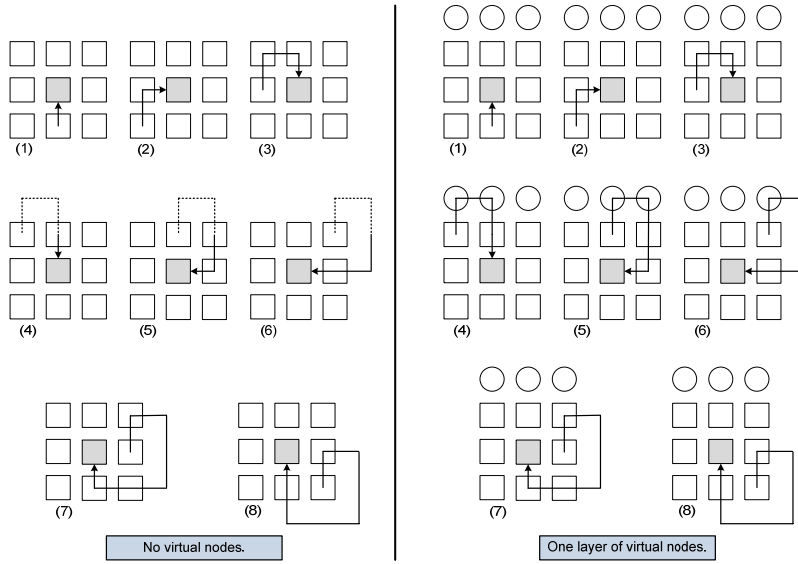 (1) (2) (3)
(4) (5) (6)
(7) (8)
No virtual nodes.
(1) (2) (3)
(4) (5) (6)
(7) (8)
One layer of virtual nodes.